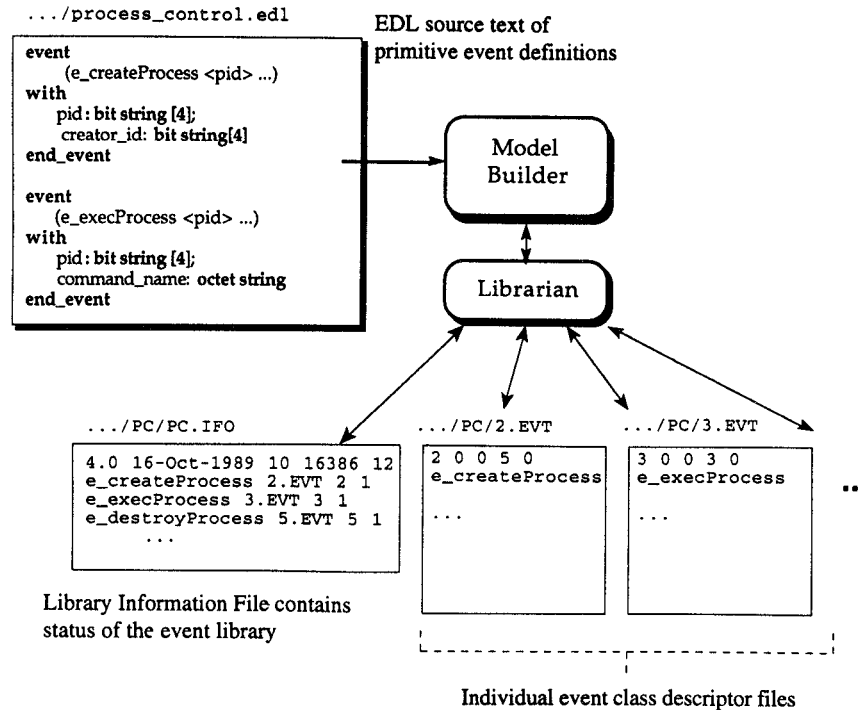 .../process_control.edl
EDL source text of
primitive event definitions
event
(e_createProcess <pid> ...)
with
pid: bit string [4];
creator_id: bit string[4]
end_event
event
(e_execProcess <pid> ...)
with
pid: bit string [4];
command_name: octet string
end_event
Model
Builder
Librarian
.../PC/PC.IFO
4.0 16-Oct-1989 10 16386 12
e_createProcess 2.EVT 2 1
e_execProcess 3.EVT 3 1
e_destroyProcess 5.EVT 5 1
...
Library Information File contains
status of the event library
.../PC/2.EVT
2 0 0 5 0
e_createProcess
...
.../PC/3.EVT
3 0 0 3 0
e_execProcess
...
..
Individual event class descriptor files